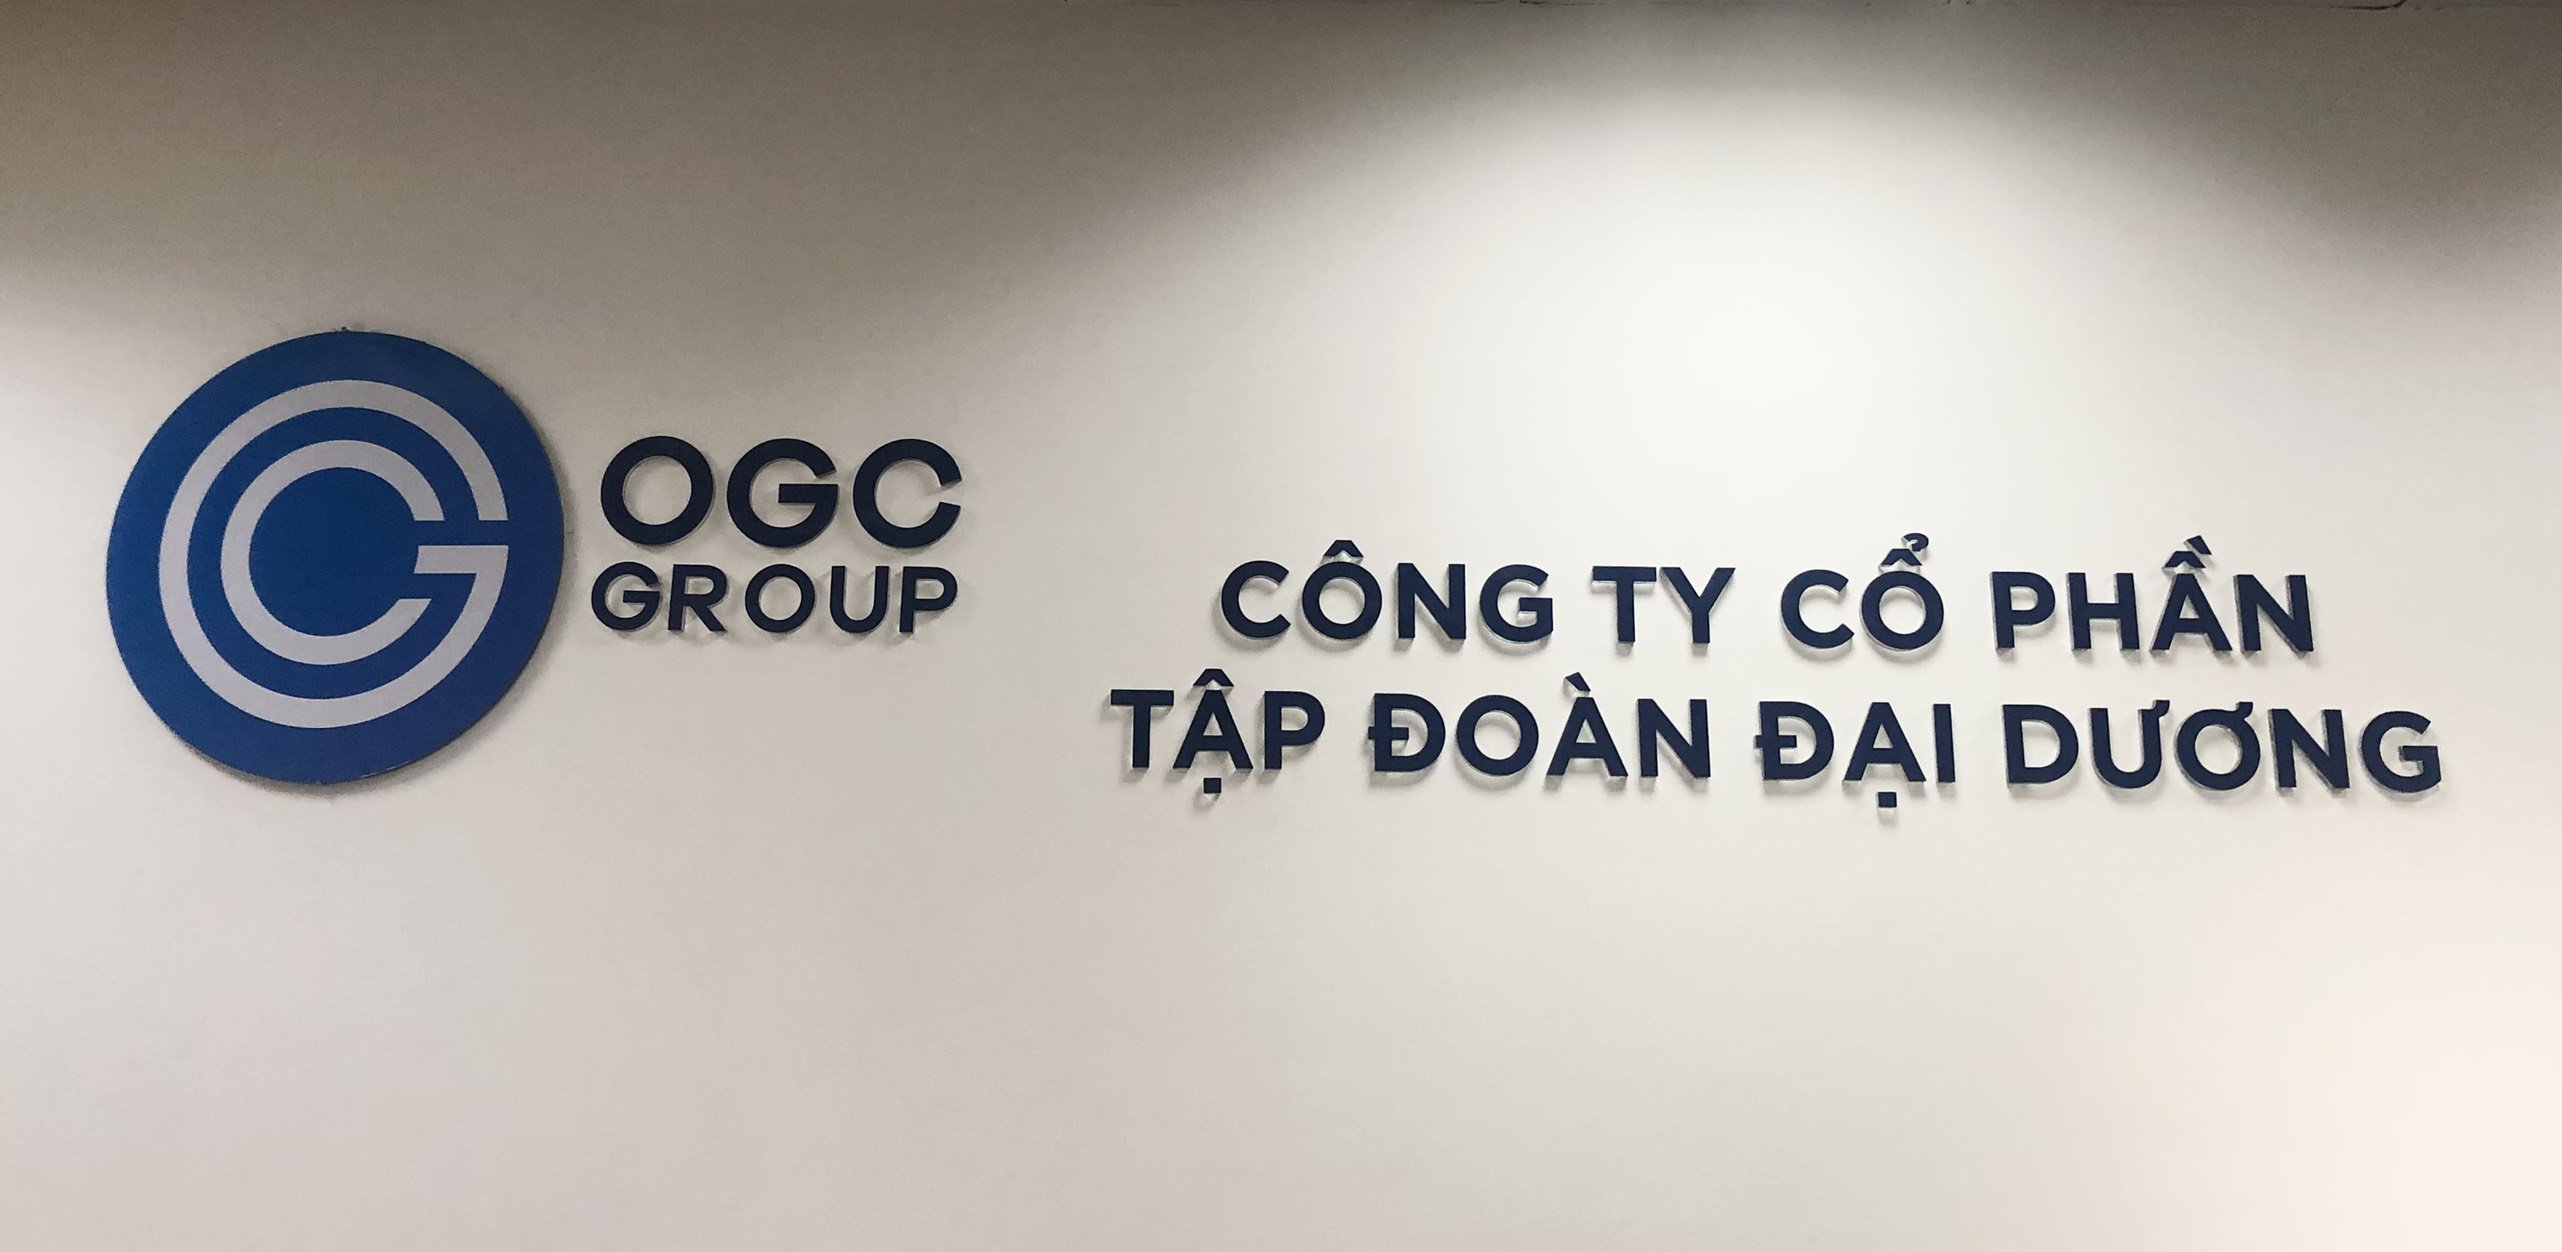 OGC
GROUP
CÔNG TY CỔ PHẦN
TẬP ĐOÀN ĐẠI DƯƠNG